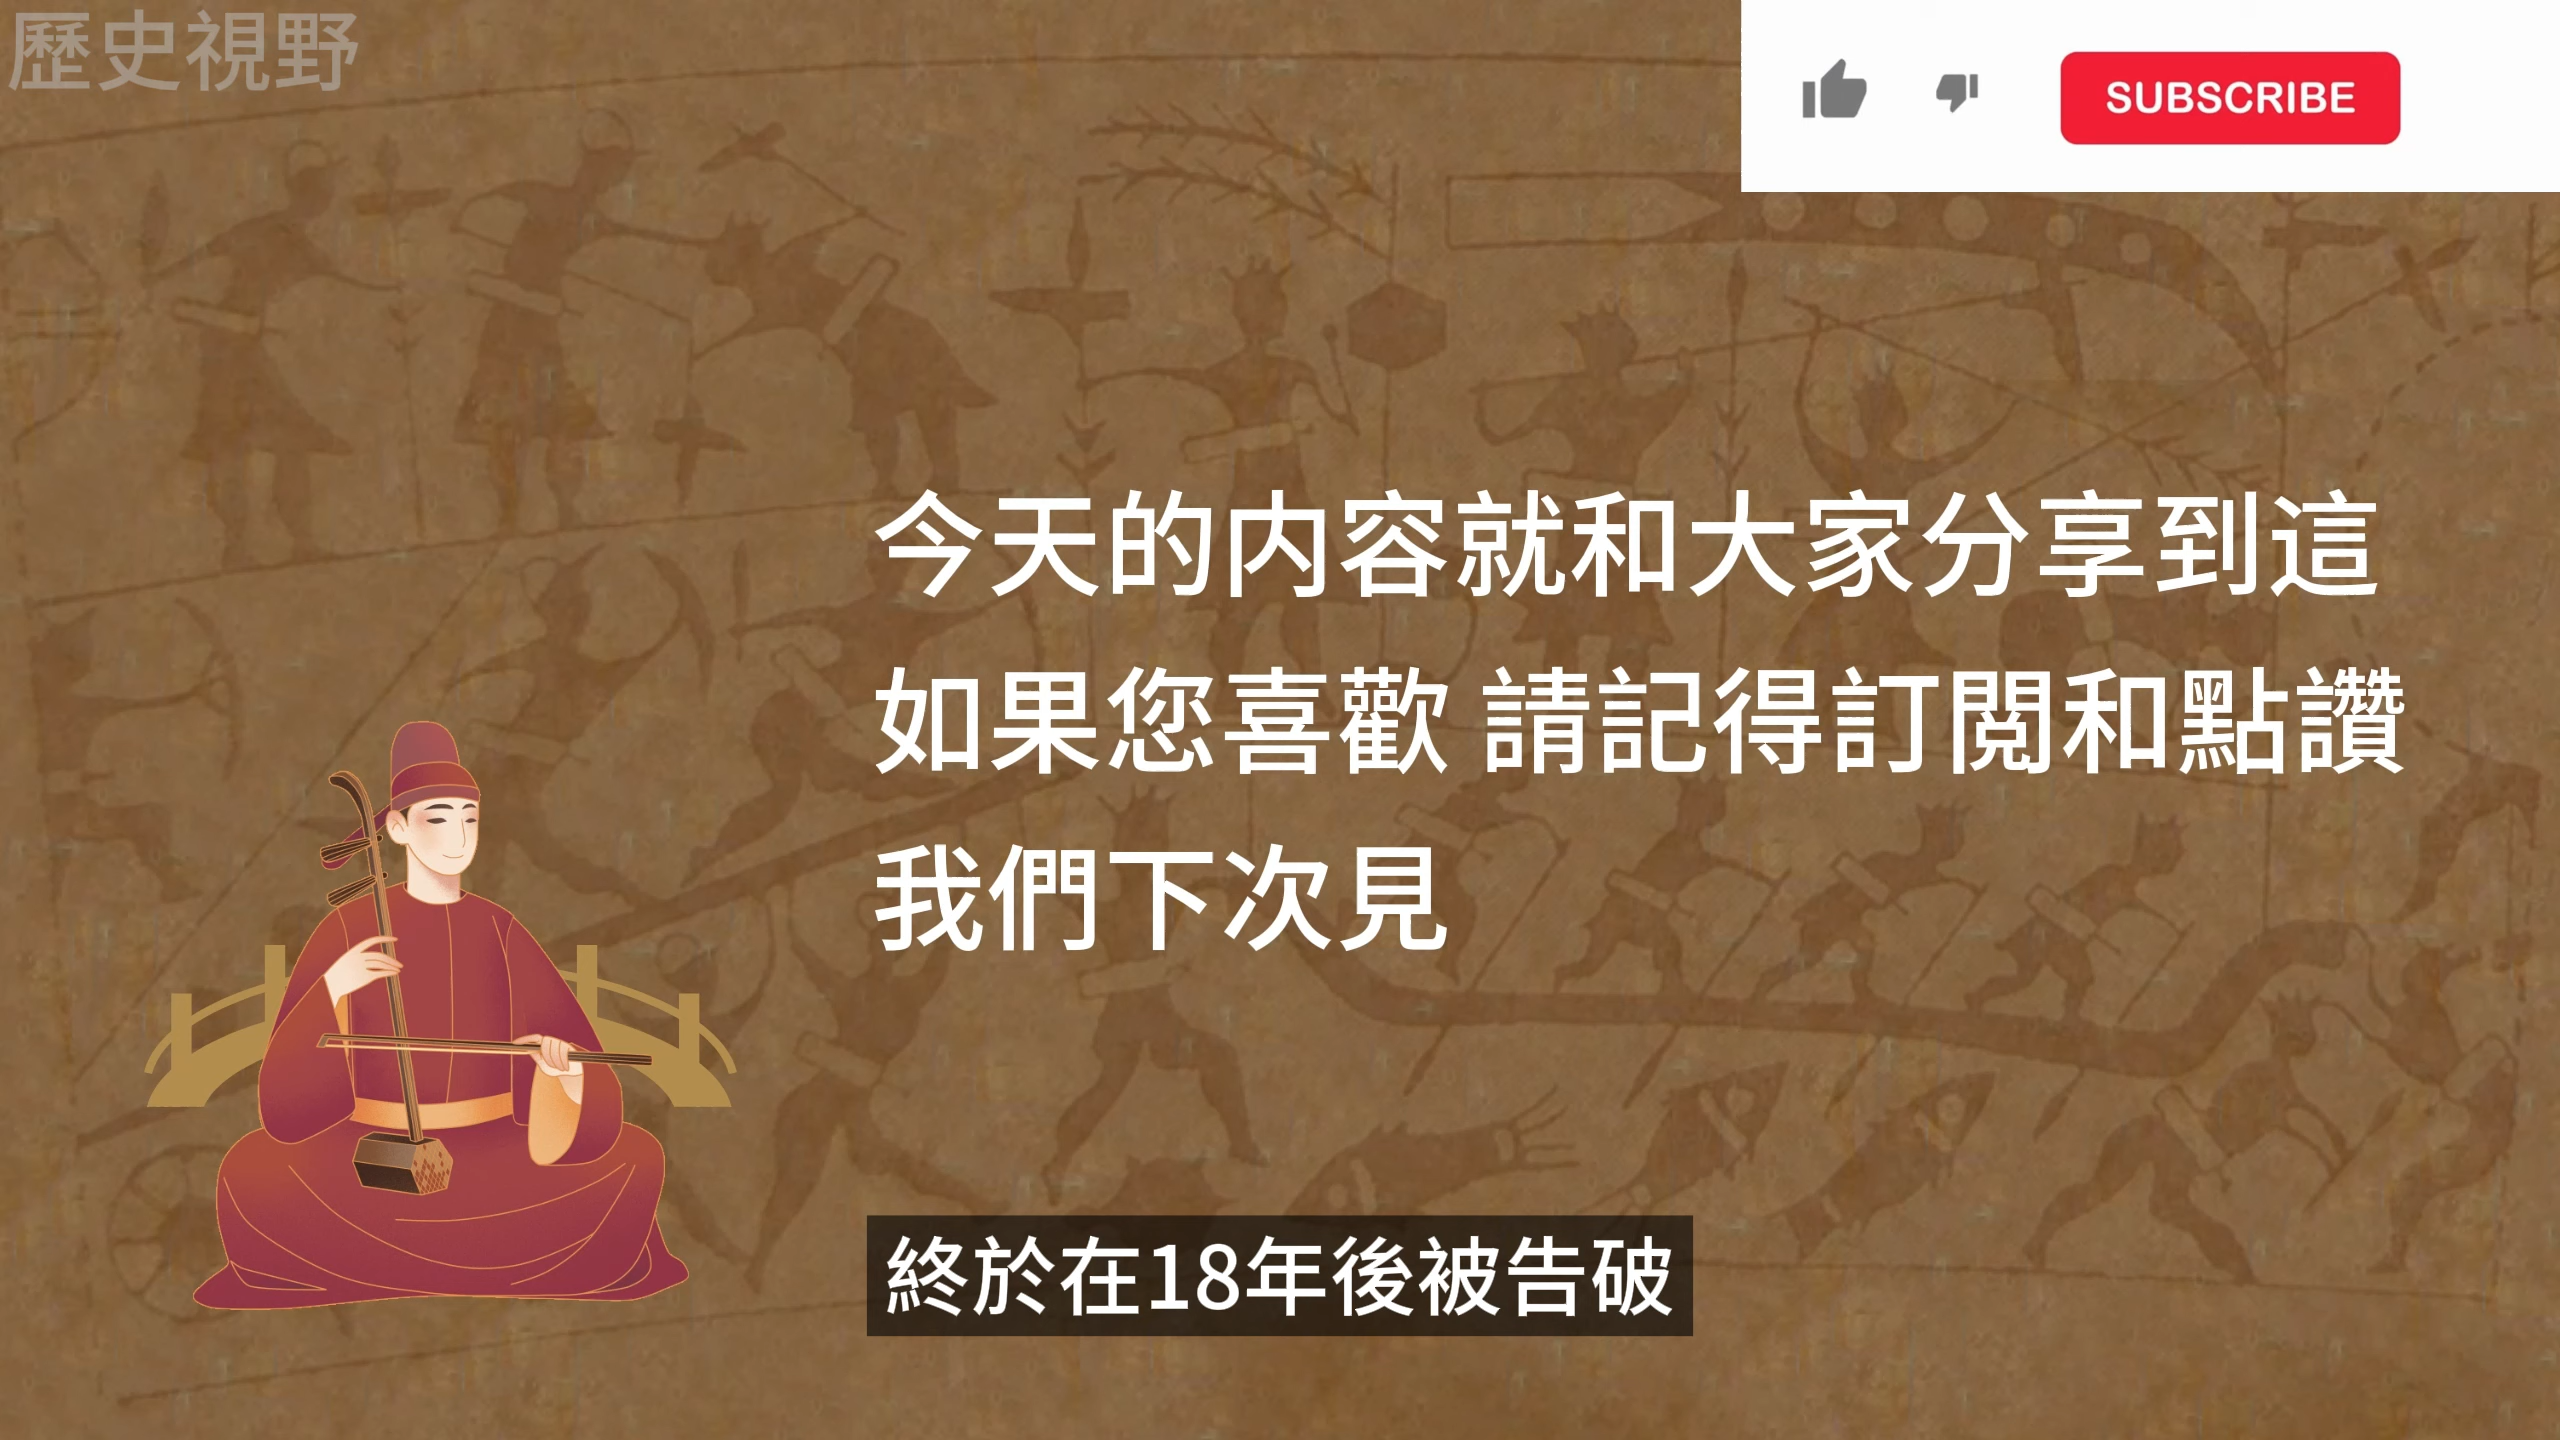 歷史視野
SUBSCRIBE
今天的内容就和大家分享到這
如果您喜歡 請記得訂閲和點讚
我們下次見
終於在18年後被告破